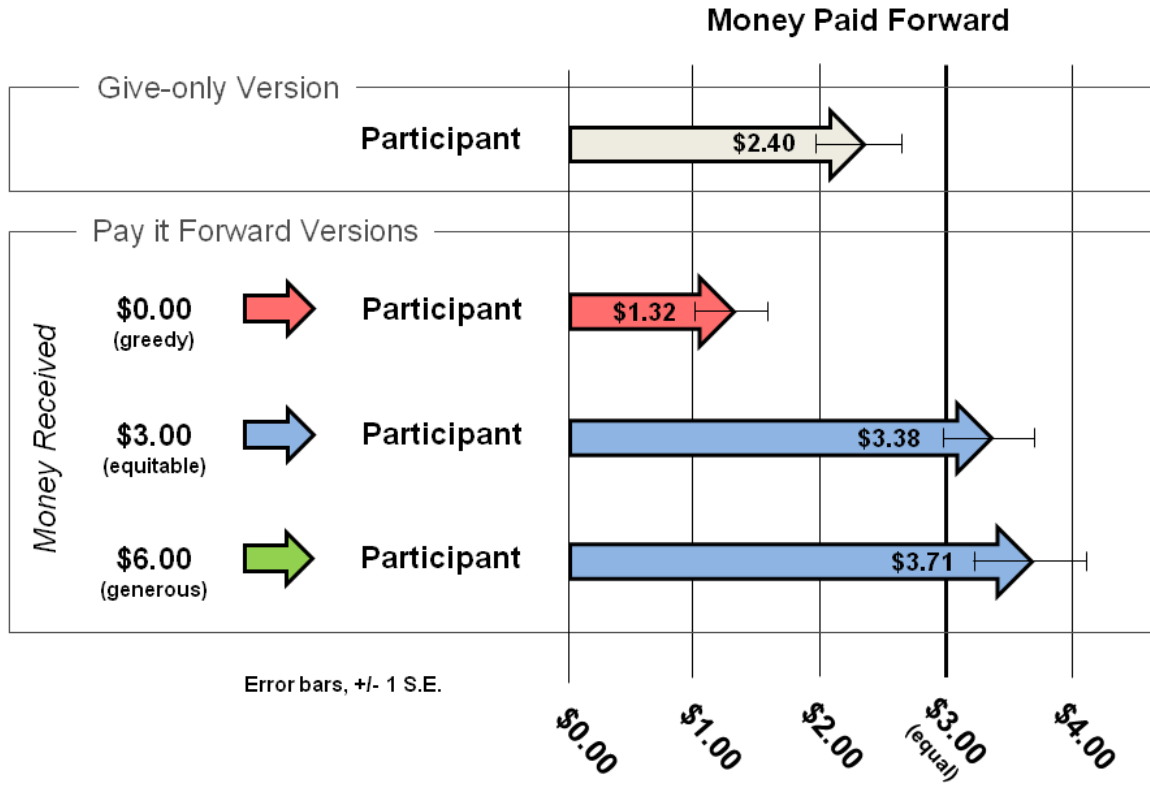 Money Paid Forward
Give-only Version
Participant
$2.40
Pay it Forward Versions
Money Received
$0.00
(greedy)
Participant
$1.32
$3.00
(equitable)
Participant
$3.38
$6.00
(generous)
Participant
$3.71
Error bars, +/- 1 S.E.
$0.00
$1.00
$2.00
$3.00
(equal)
$4.00